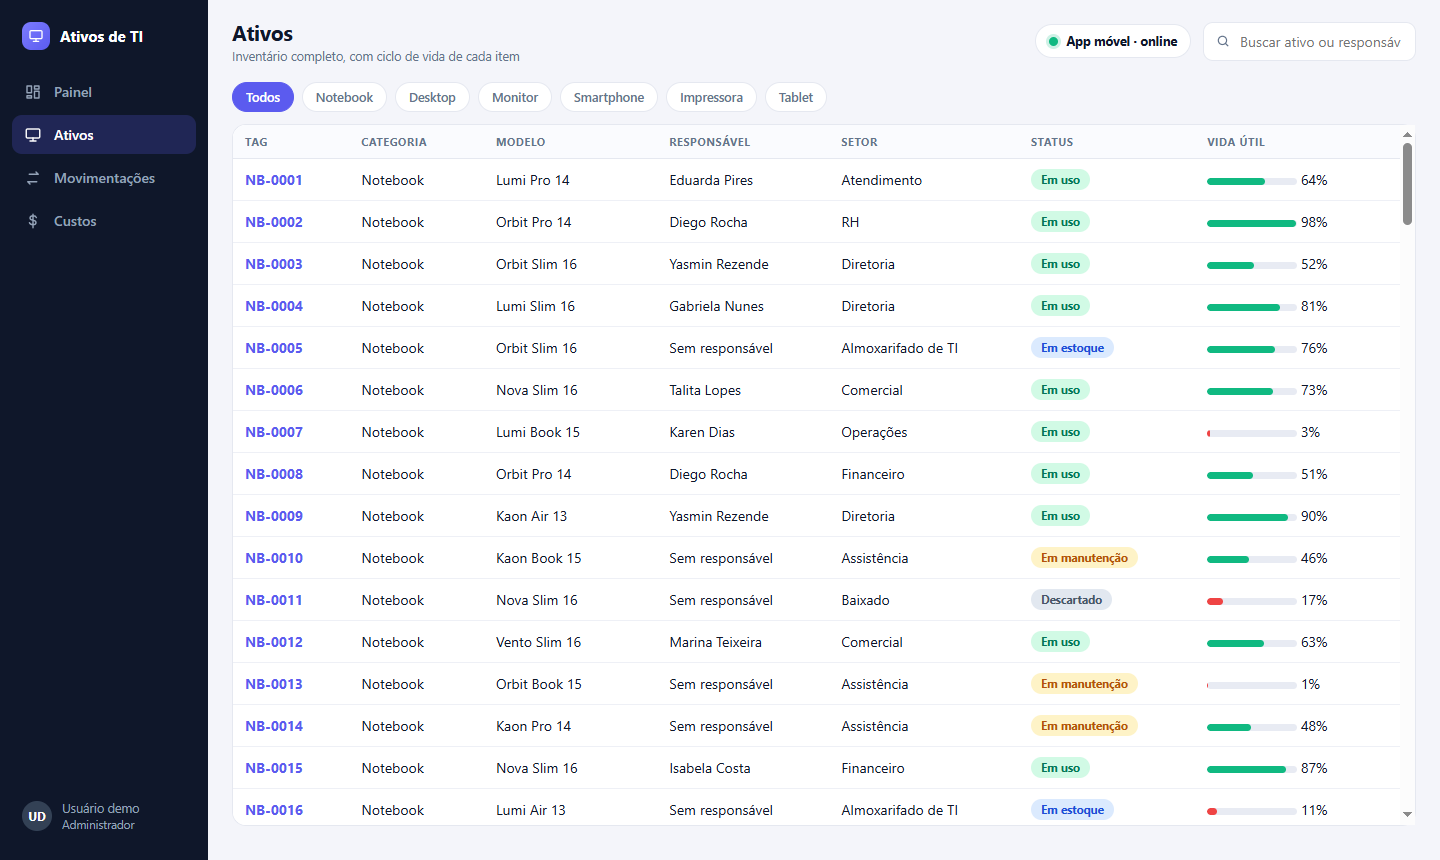 Ativos de TI
Painel
Ativos
Movimentações
Custos
Usuário demo
UD
Administrador
Ativos
Inventário completo, com ciclo de vida de cada item
App móvel · online
Buscar ativo ou responsáv
Todos Notebook Desktop Monitor Smartphone Impressora Tablet
TAG CATEGORIA MODELO RESPONSÁVEL SETOR STATUS VIDA ÚTIL
NB-0001 Notebook Lumi Pro 14 Eduarda Pires Atendimento Em uso 64%
NB-0002 Notebook Orbit Pro 14 Diego Rocha RH Em uso 98%
NB-0003 Notebook Orbit Slim 16 Yasmin Rezende Diretoria Em uso 52%
NB-0004 Notebook Lumi Slim 16 Gabriela Nunes Diretoria Em uso 81%
NB-0005 Notebook Orbit Slim 16 Sem responsável Almoxarifado de TI Em estoque 76%
NB-0006 Notebook Nova Slim 16 Talita Lopes Comercial Em uso 73%
NB-0007 Notebook Lumi Book 15 Karen Dias Operações Em uso 3%
NB-0008 Notebook Orbit Pro 14 Diego Rocha Financeiro Em uso 51%
NB-0009 Notebook Kaon Air 13 Yasmin Rezende Diretoria Em uso 90%
NB-0010 Notebook Kaon Book 15 Sem responsável Assistência Em manutenção 46%
NB-0011 Notebook Nova Slim 16 Sem responsável Baixado Descartado 17%
NB-0012 Notebook Vento Slim 16 Marina Teixeira Comercial Em uso 63%
NB-0013 Notebook Orbit Book 15 Sem responsável Assistência Em manutenção 1%
NB-0014 Notebook Kaon Pro 14 Sem responsável Assistência Em manutenção 48%
NB-0015 Notebook Nova Slim 16 Isabela Costa Financeiro Em uso 87%
NB-0016 Notebook Lumi Air 13 Sem responsável Almoxarifado de TI Em estoque 11%